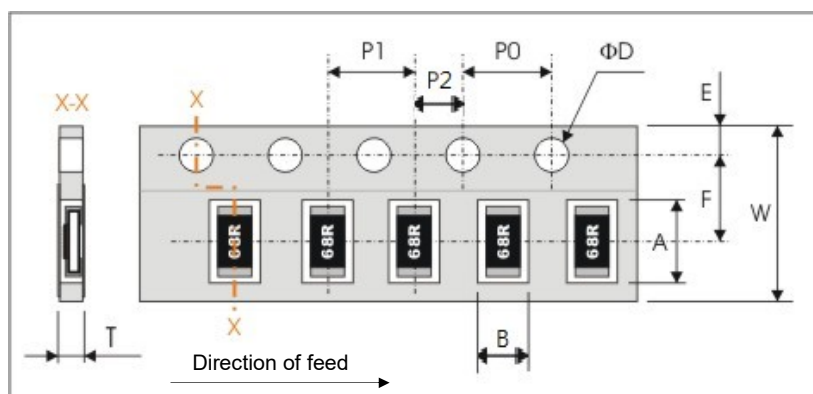 P1
P0
ΦD
P2
E
X-X
X
F
W
A
68R
68R
68R
68R
68R
X
T
B
Direction of feed